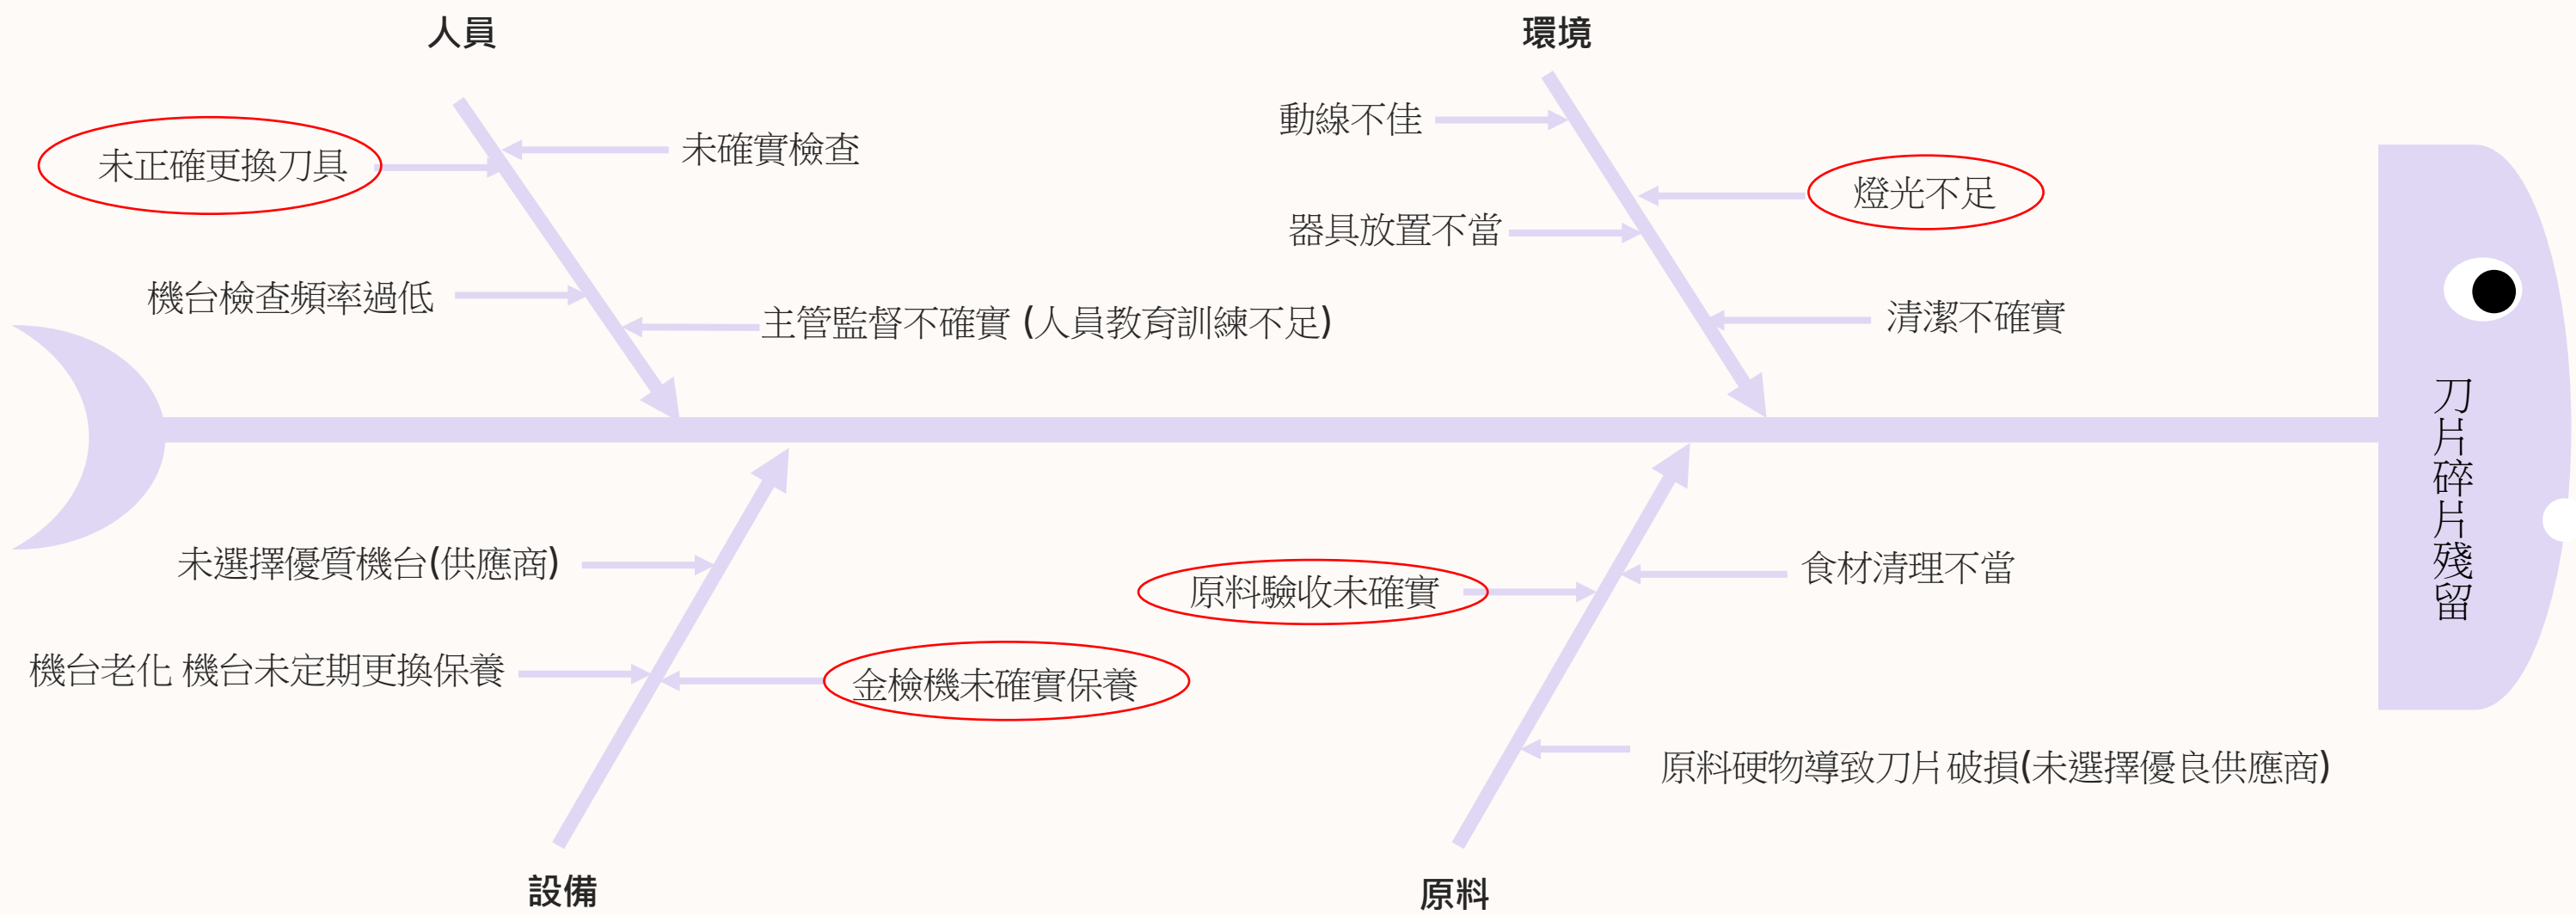 人員
環境
未正確更換刀具
未確實檢查
機台檢查頻率過低
主管監督不確實 (人員教育訓練不足)
動線不佳
燈光不足
器具放置不當
清潔不確實
刀片碎片殘留
未選擇優質機台(供應商)
機台老化 機台未定期更換保養
金檢機未確實保養
原料驗收未確實
食材清理不當
原料硬物導致刀片破損(未選擇優良供應商)
設備
原料